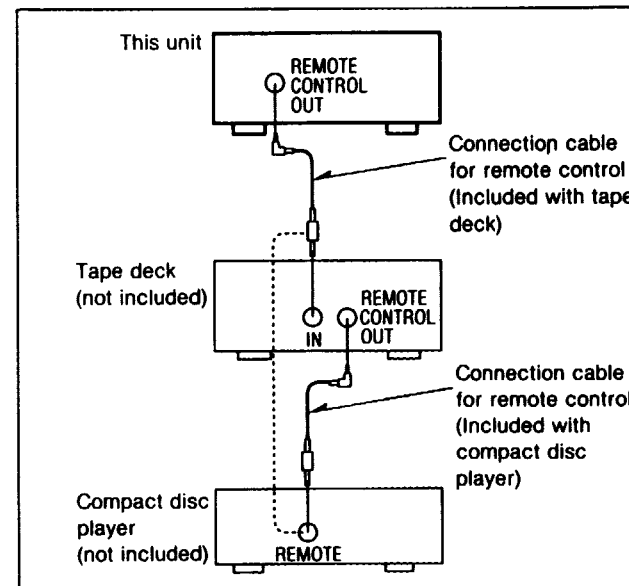 This unit
REMOTE
CONTROL
OUT
Connection cable
for remote control
(Included with tape
deck)
Tape deck
(not included)
IN
REMOTE
CONTROL
OUT
Connection cable
for remote control
(Included with
compact disc
player)
Compact disc
player
(not included)
REMOTE